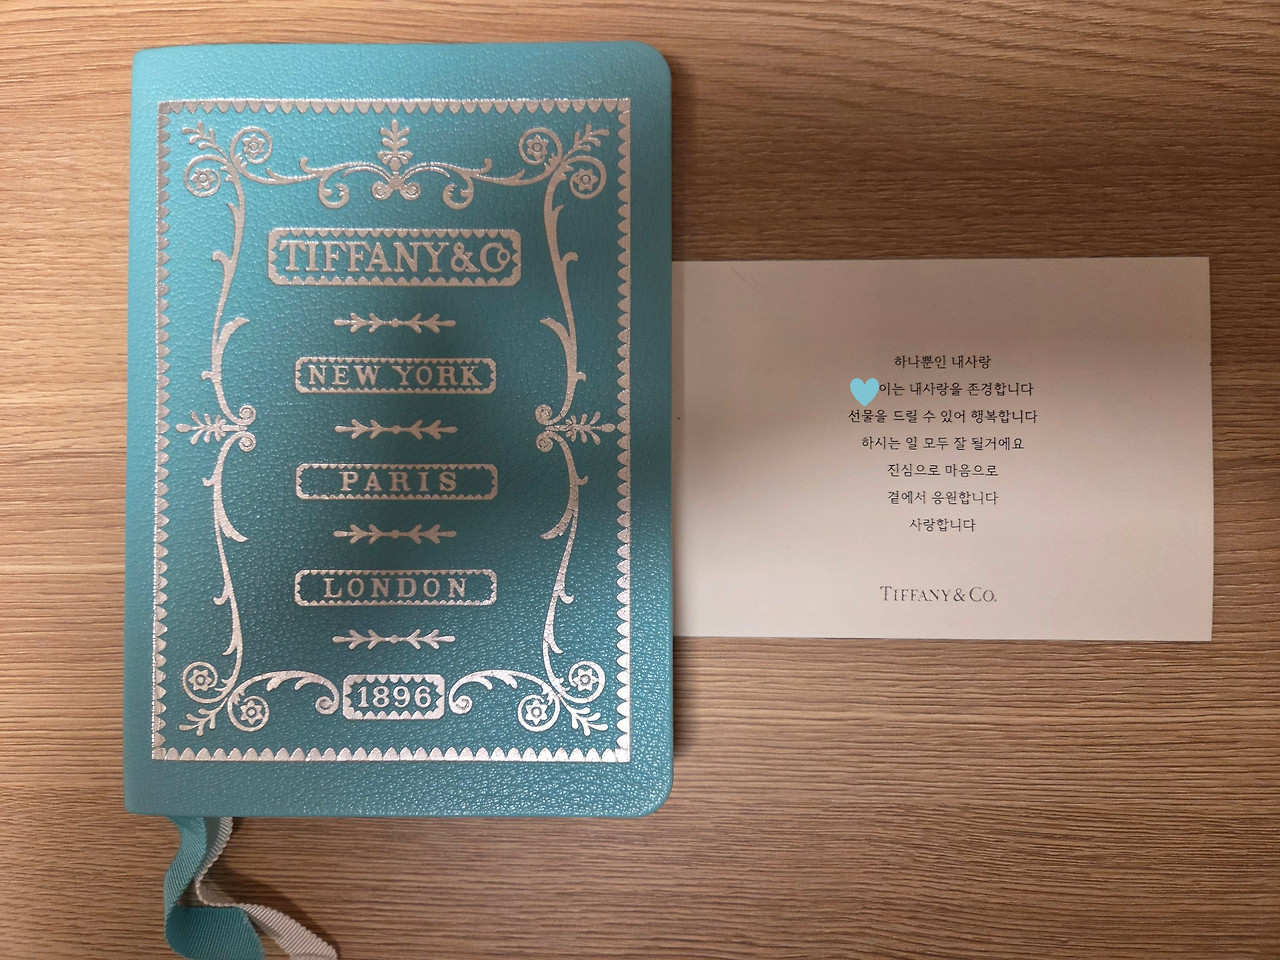 TIFFANY & CO
NEW YORK
PARIS
LONDON
1896
하나뿐인 내사랑
이는 내사랑을 존경합니다
선물을 드릴 수 있어 행복합니다
하시는 일 모두 잘 될거에요
진심으로 마음으로
곁에서 응원합니다
사랑합니다
TIFFANY & CO.